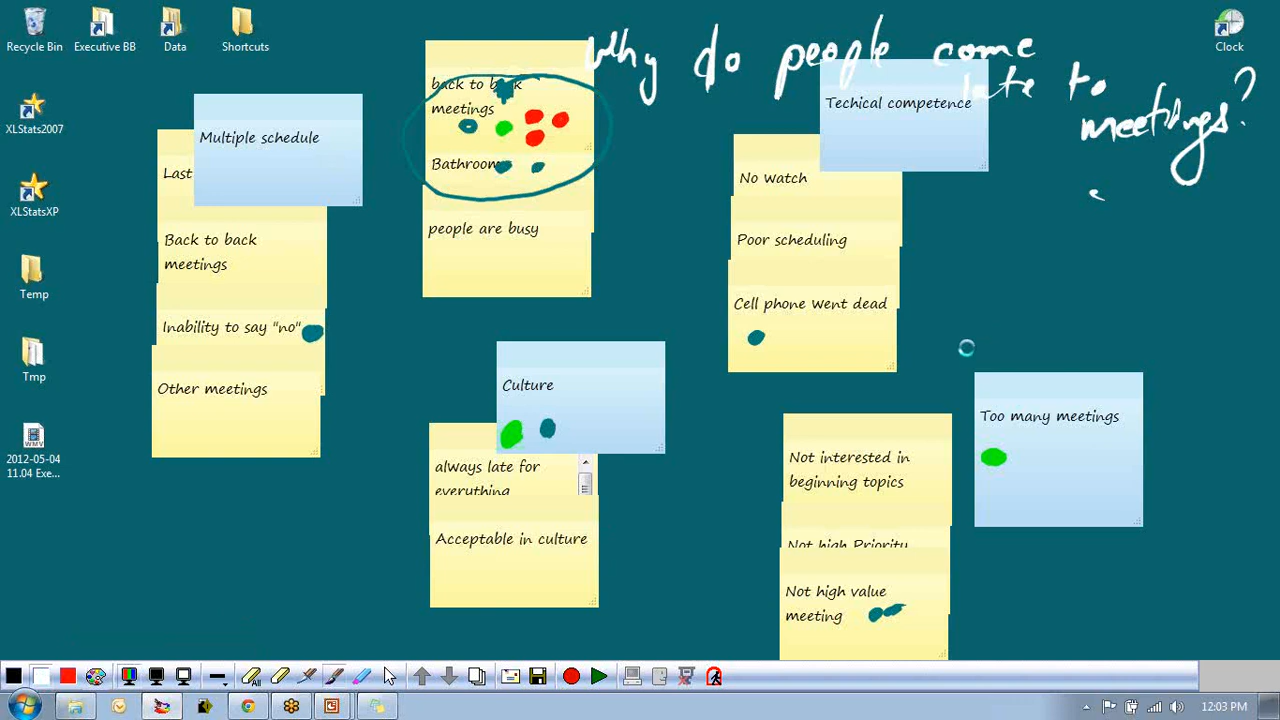 Recycle Bin
Executive BB
Data
Shortcuts
Clock
XLStats2007
XLStatsXP
Temp
Tmp
2012-05-04
11.04 Exe...
WMV
Why do people come
late to
meetings?
Multiple schedule
Last
Back to back
meetings
Inability to say "no"
Other meetings
back to back
meetings
Bathrooms
people are busy
Techical competence
No watch
Poor scheduling
Cell phone went dead
Culture
always late for
everuthing
Acceptable in culture
Too many meetings
Not interested in
beginning topics
Not high Priority
Not high value
meeting
All
12:03 PM